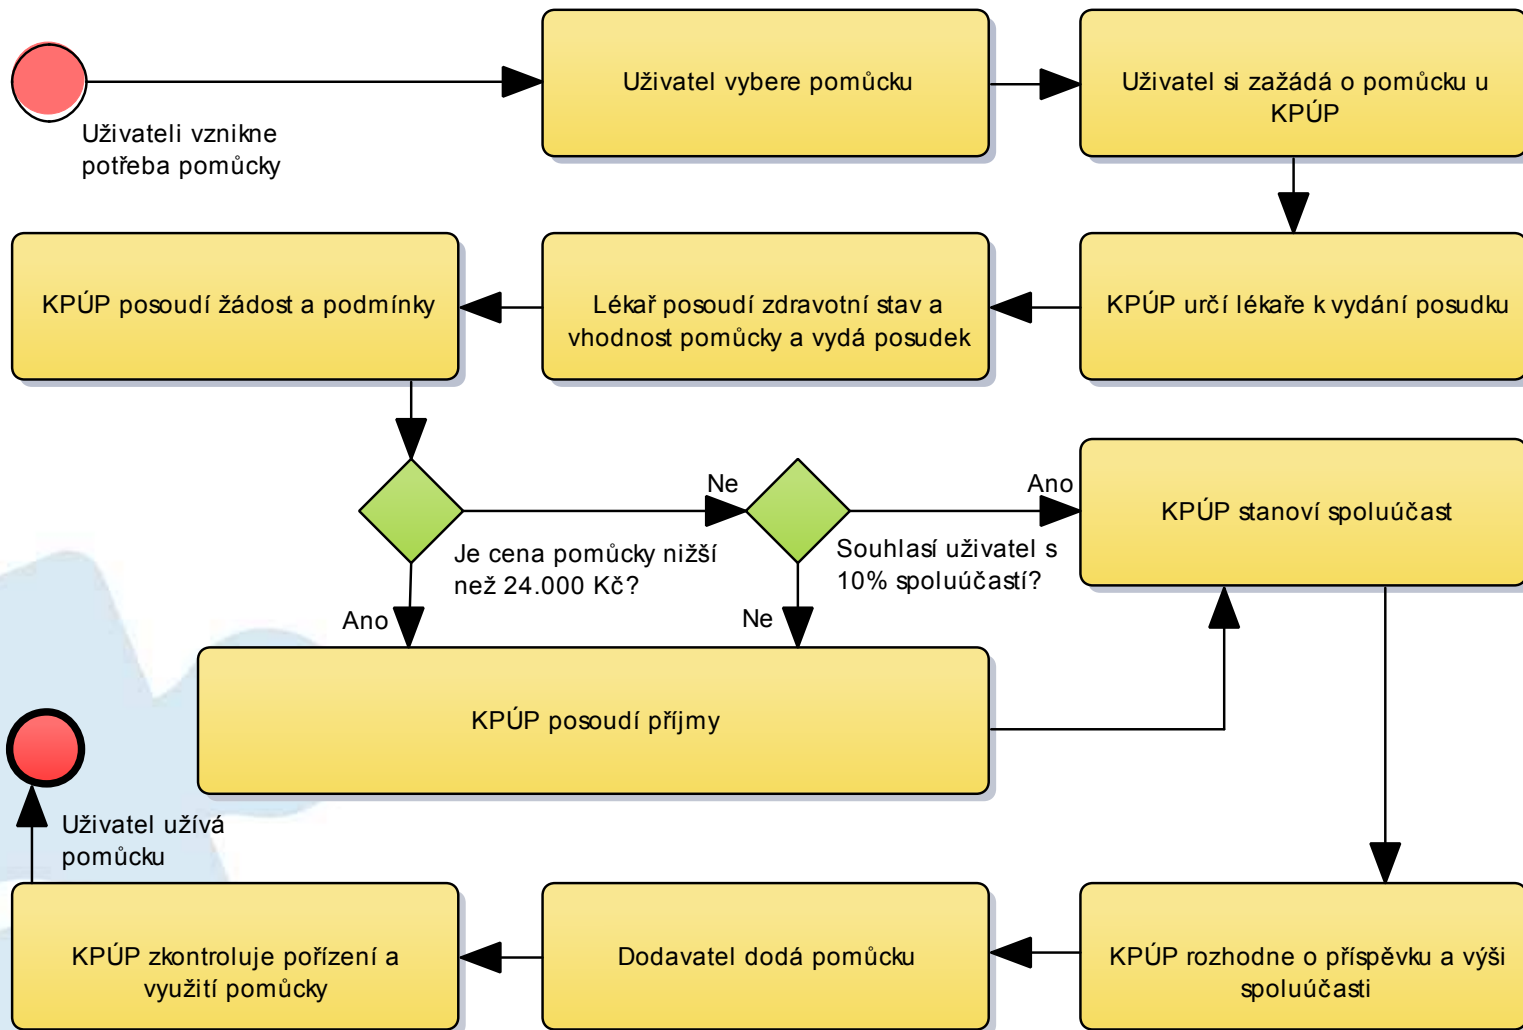 Uživateli vznikne
potřeba pomůcky
Uživatel vybere pomůcku
Uživatel si zažádá o pomůcku u
KPÚP
KPÚP určí lékaře k vydání posudku
Lékař posoudí zdravotní stav a
vhodnost pomůcky a vydá posudek
KPÚP posoudí žádost a podmínky
Je cena pomůcky nižší
než 24.000 Kč?
Ne
Ano
Souhlasí uživatel s
10% spoluúčastí?
Ano
Ne
KPÚP stanoví spoluúčast
KPÚP posoudí příjmy
KPÚP rozhodne o příspěvku a výši
spoluúčasti
Dodavatel dodá pomůcku
KPÚP zkontroluje pořízení a
využití pomůcky
Uživatel užívá
pomůcku